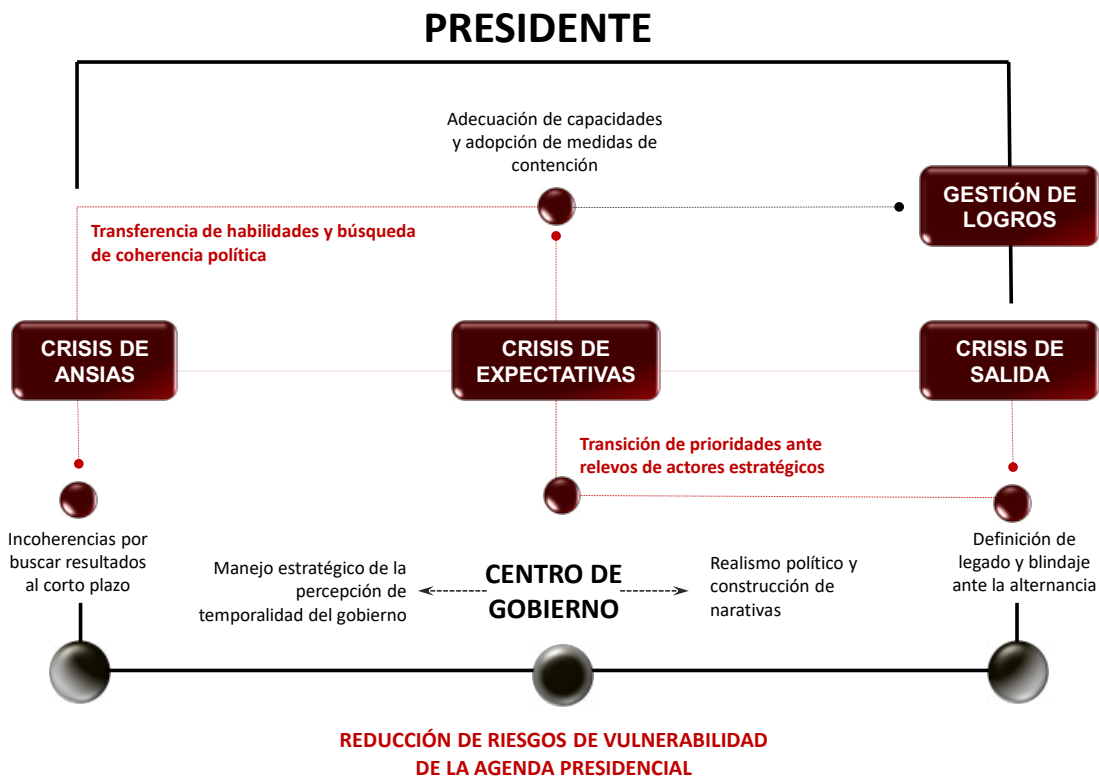 PRESIDENTE
Adecuación de capacidades
y adopción de medidas de
contención
GESTIÓN DE
LOGROS
Transferencia de habilidades y búsqueda
de coherencia política
CRISIS DE
ANSIAS
CRISIS DE
EXPECTATIVAS
CRISIS DE
SALIDA
Transición de prioridades ante
relevos de actores estratégicos
Incoherencias por
buscar resultados
al corto plazo
Manejo estratégico de la
percepción de
temporalidad del gobierno
CENTRO DE
GOBIERNO
Realismo político y
construcción de
narativas
Definición de
legado y blindaje
ante la alternancia
REDUCCIÓN DE RIESGOS DE VULNERABILIDAD
DE LA AGENDA PRESIDENCIAL